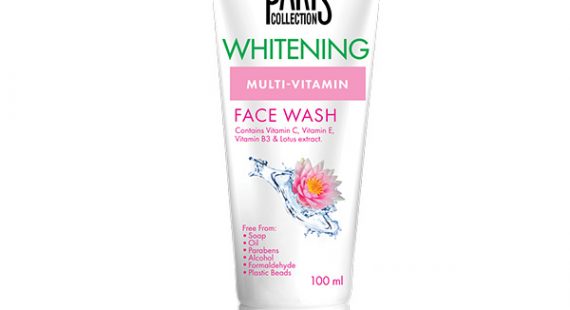 PARIS
COLLECTION
WHITENING
MULTI-VITAMIN
FACE WASH
Contains Vitamin C, Vitamin E,
Vitamin B3 & Lotus extract.
Free From:
• Soap
• Oil
• Parabens
• Alcohol
• Formaldehyde
• Plastic Beads
100 ml